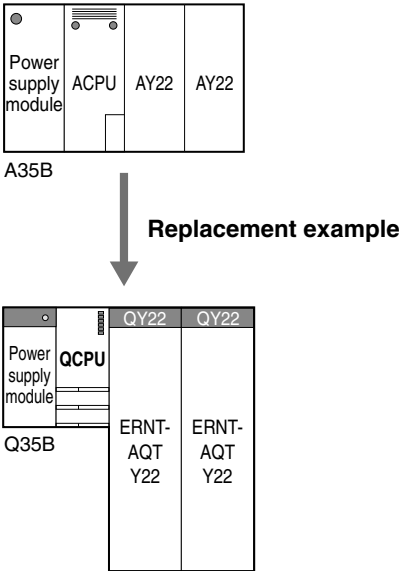 Power
supply
module
ACPU
AY22
AY22
A35B
Replacement example
QY22
QY22
Power
supply
module
QCPU
Q35B
ERNT-
AQT
Y22
ERNT-
AQT
Y22